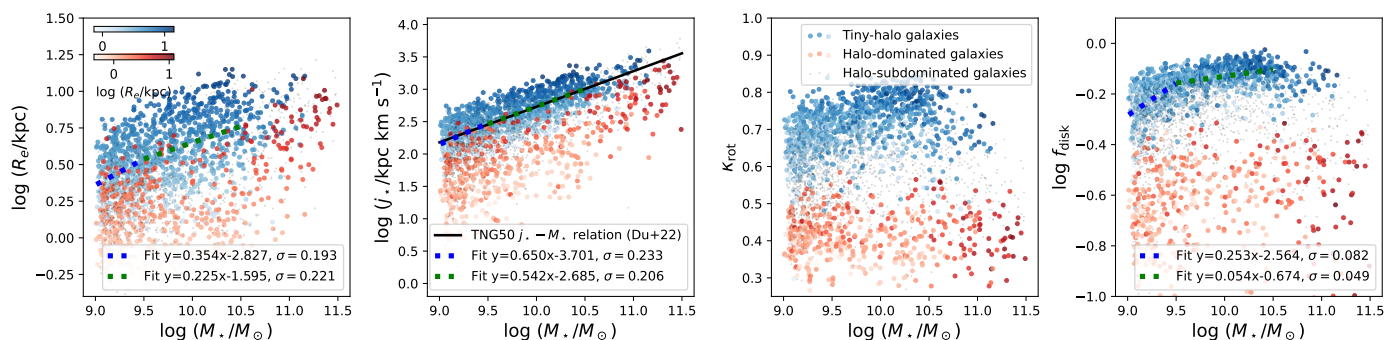 1.50
1.25
1.00
0.75
0.50
0.25
0.00
−0.25
log (R_e/kpc)
0 1
0 1
log (R_e/kpc)
Fit y=0.354x-2.827, σ = 0.193
Fit y=0.225x-1.595, σ = 0.221
9.0 9.5 10.0 10.5 11.0 11.5
log (M⋆/M⊙)
4.0
3.5
3.0
2.5
2.0
1.5
1.0
0.5
0.0
log (j⋆/kpc km s⁻¹)
TNG50 j⋆ − M⋆ relation (Du+22)
Fit y=0.650x-3.701, σ = 0.233
Fit y=0.542x-2.685, σ = 0.206
9.0 9.5 10.0 10.5 11.0 11.5
log (M⋆/M⊙)
1.0
0.9
0.8
0.7
0.6
0.5
0.4
0.3
κ_rot
Tiny-halo galaxies
Halo-dominated galaxies
Halo-subdominated galaxies
9.0 9.5 10.0 10.5 11.0 11.5
log (M⋆/M⊙)
0.0
−0.2
−0.4
−0.6
−0.8
−1.0
log f_disk
Fit y=0.253x-2.564, σ = 0.082
Fit y=0.054x-0.674, σ = 0.049
9.0 9.5 10.0 10.5 11.0 11.5
log (M⋆/M⊙)